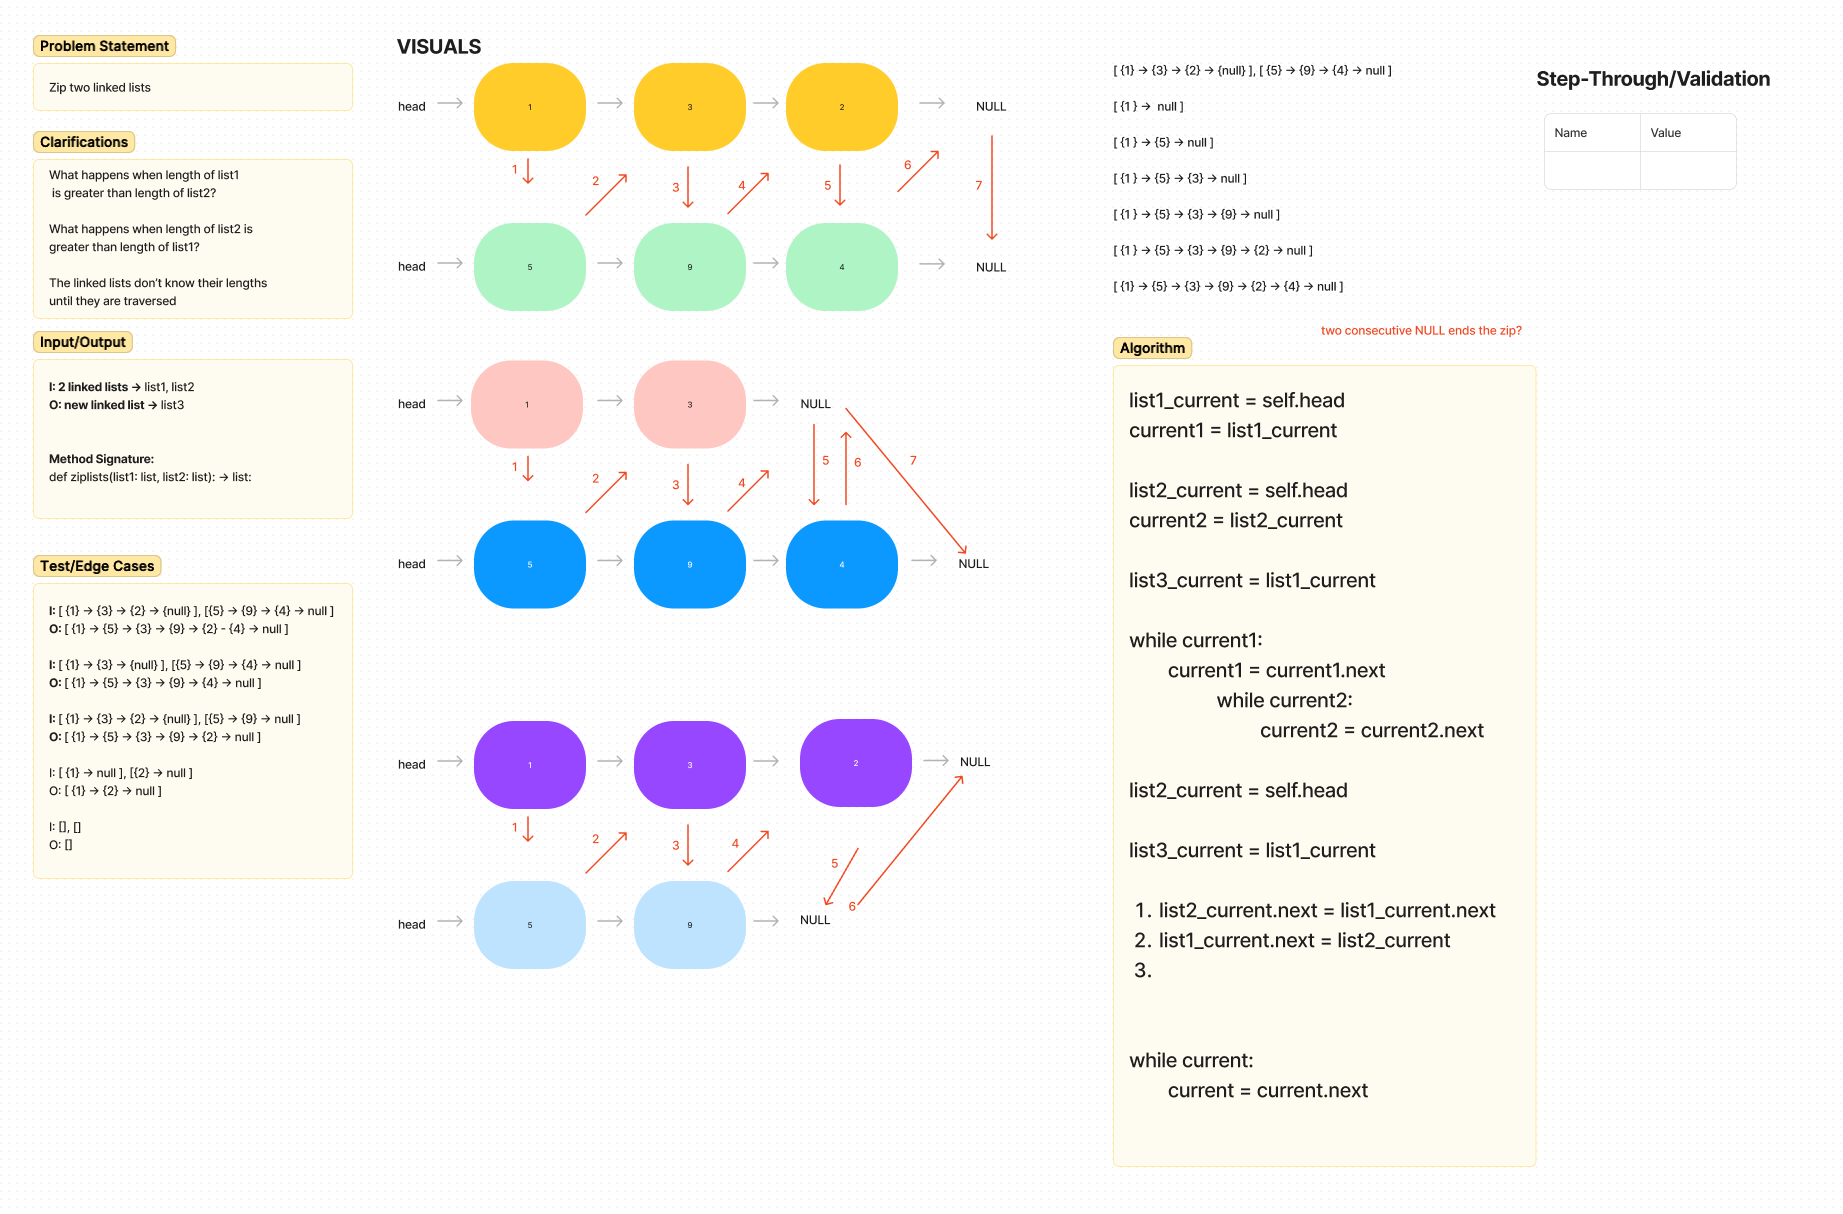 Problem Statement
Zip two linked lists
Clarifications
What happens when length of list1
is greater than length of list2?
What happens when length of list2 is
greater than length of list1?
The linked lists don't know their lengths
until they are traversed
Input/Output
I: 2 linked lists → list1, list2
O: new linked list → list3
Method Signature:
def ziplists(list1: list, list2: list): → list:
Test/Edge Cases
I: [ {1} → {3} → {2} → {null} ], [{5} → {9} → {4} → null ]
O: [ {1} → {5} → {3} → {9} → {2} - {4} → null ]
I: [ {1} → {3} → {null} ], [{5} → {9} → {4} → null ]
O: [ {1} → {5} → {3} → {9} → {4} → null ]
I: [ {1} → {3} → {2} → {null} ], [{5} → {9} → null ]
O: [ {1} → {5} → {3} → {9} → {2} → null ]
I: [ {1} → null ], [{2} → null ]
O: [ {1} → {2} → null ]
I: [], []
O: []
VISUALS
head 1 3 2 NULL
1 2 3 4 5 6 7
head 5 9 4 NULL
head 1 3 NULL
1 2 3 4 5 6 7
head 5 9 4 NULL
head 1 3 2 NULL
1 2 3 4 5 6
head 5 9 NULL
[ {1} → {3} → {2} → {null} ], [ {5} → {9} → {4} → null ]
[ {1 } → null ]
[ {1 } → {5} → null ]
[ {1 } → {5} → {3} → null ]
[ {1 } → {5} → {3} → {9} → null ]
[ {1 } → {5} → {3} → {9} → {2} → null ]
[ {1} → {5} → {3} → {9} → {2} → {4} → null ]
two consecutive NULL ends the zip?
Algorithm
list1_current = self.head
current1 = list1_current
list2_current = self.head
current2 = list2_current
list3_current = list1_current
while current1:
current1 = current1.next
while current2:
current2 = current2.next
list2_current = self.head
list3_current = list1_current
1. list2_current.next = list1_current.next
2. list1_current.next = list2_current
3.
while current:
current = current.next
Step-Through/Validation
Name Value